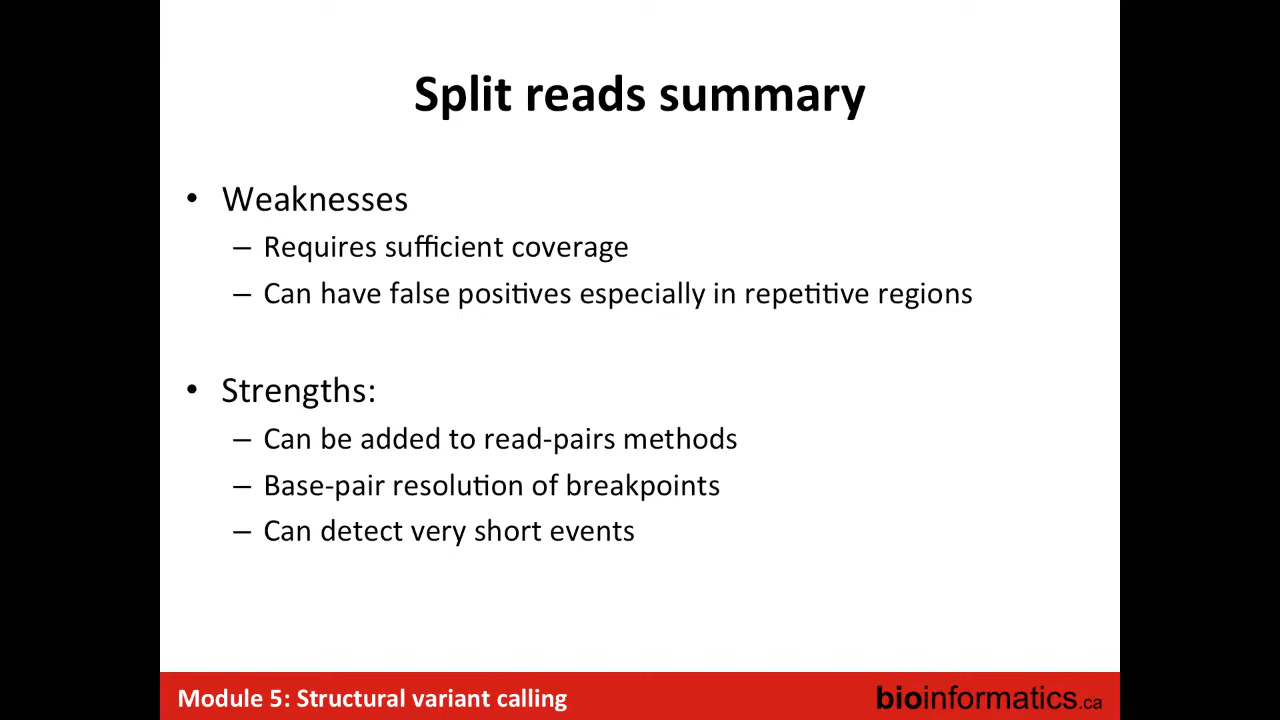 Split reads summary
• Weaknesses
– Requires sufficient coverage
– Can have false positives especially in repetitive regions
• Strengths:
– Can be added to read-pairs methods
– Base-pair resolution of breakpoints
– Can detect very short events
Module 5: Structural variant calling
bioinformatics.ca